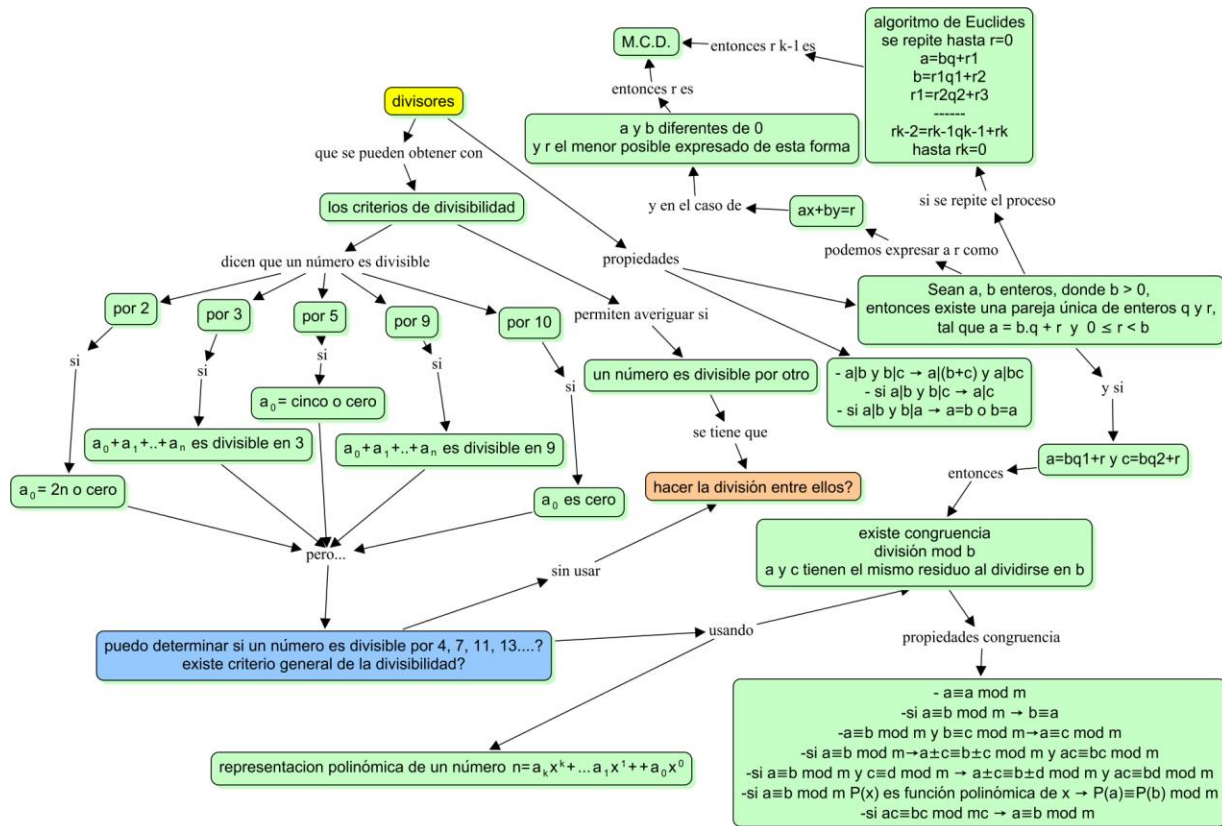 divisores
que se pueden obtener con
los criterios de divisibilidad
dicen que un número es divisible
por 2
por 3
por 5
por 9
por 10
si
si
si
si
si
a₀= 2n o cero
a₀+a₁+..+aₙ es divisible en 3
a₀= cinco o cero
a₀+a₁+..+aₙ es divisible en 9
a₀ es cero
pero...
puedo determinar si un número es divisible por 4, 7, 11, 13....?
existe criterio general de la divisibilidad?
sin usar
usando
representacion polinómica de un número n=aₖxᵏ+...a₁x¹++a₀x⁰
permiten averiguar si
un número es divisible por otro
se tiene que
hacer la división entre ellos?
propiedades
- a|b y b|c → a|(b+c) y a|bc
- si a|b y b|c → a|c
- si a|b y b|a → a=b o b=a
Sean a, b enteros, donde b > 0,
entonces existe una pareja única de enteros q y r,
tal que a = b.q + r y 0 ≤ r < b
podemos expresar a r como
ax+by=r
y en el caso de
a y b diferentes de 0
y r el menor posible expresado de esta forma
entonces r es
M.C.D.
entonces r k-1 es
si se repite el proceso
algoritmo de Euclides
se repite hasta r=0
a=bq+r1
b=r1q1+r2
r1=r2q2+r3
------
rk-2=rk-1qk-1+rk
hasta rk=0
y si
a=bq1+r y c=bq2+r
entonces
existe congruencia
división mod b
a y c tienen el mismo residuo al dividirse en b
propiedades congruencia
- a≡a mod m
-si a≡b mod m → b≡a
-a≡b mod m y b≡c mod m→a≡c mod m
-si a≡b mod m→a±c≡b±c mod m y ac≡bc mod m
-si a≡b mod m y c≡d mod m → a±c≡b±d mod m y ac≡bd mod m
-si a≡b mod m P(x) es función polinómica de x → P(a)≡P(b) mod m
-si ac≡bc mod mc → a≡b mod m